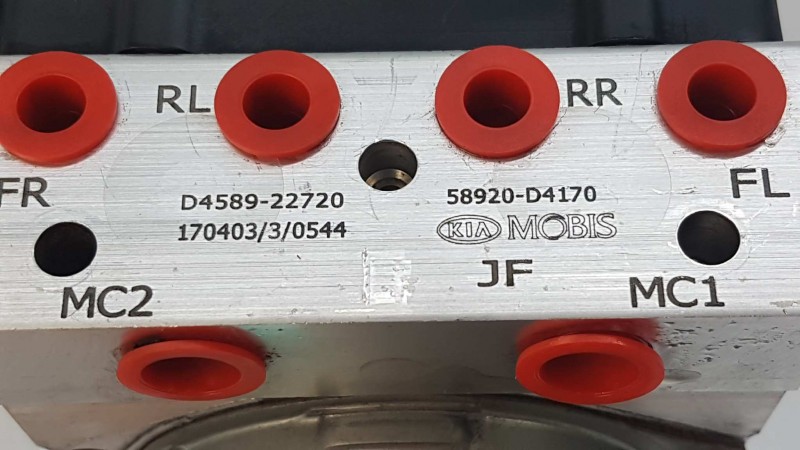 RL RR
FR FL
D4589-22720 58920-D4170
170403/3/0544 KIA MOBIS
JF
MC2 MC1